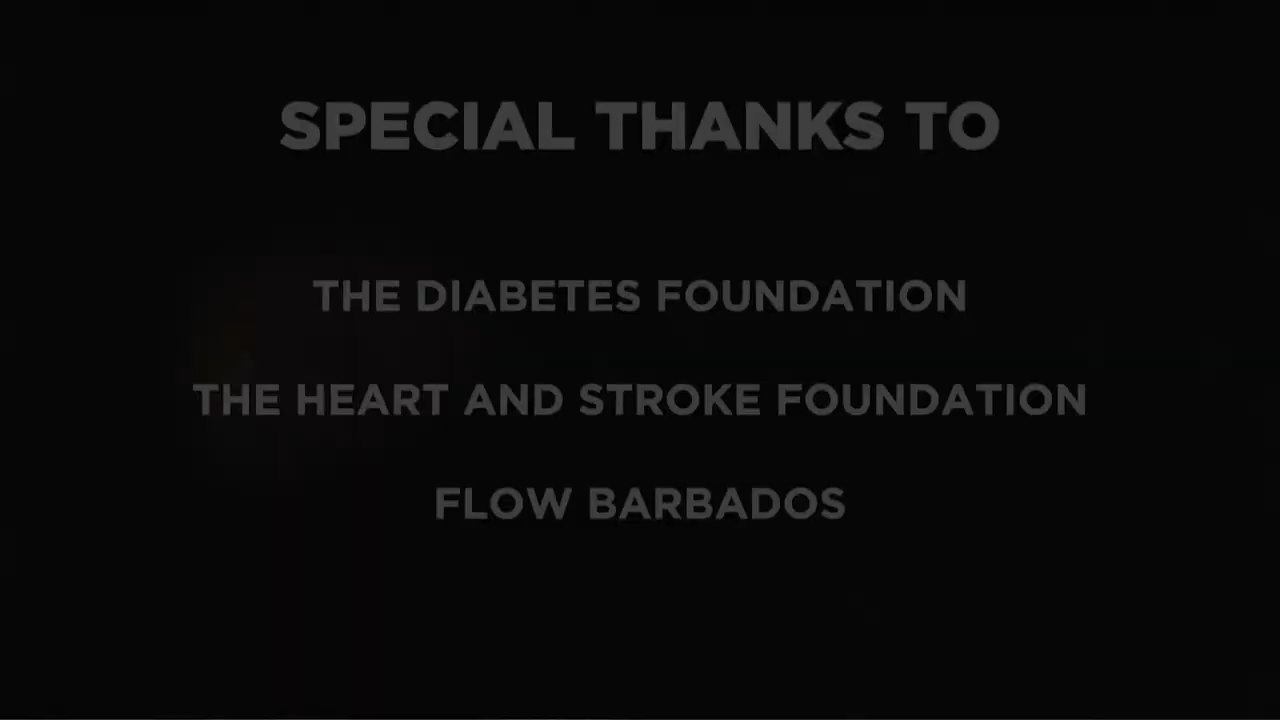 SPECIAL THANKS TO
THE DIABETES FOUNDATION
THE HEART AND STROKE FOUNDATION
FLOW BARBADOS